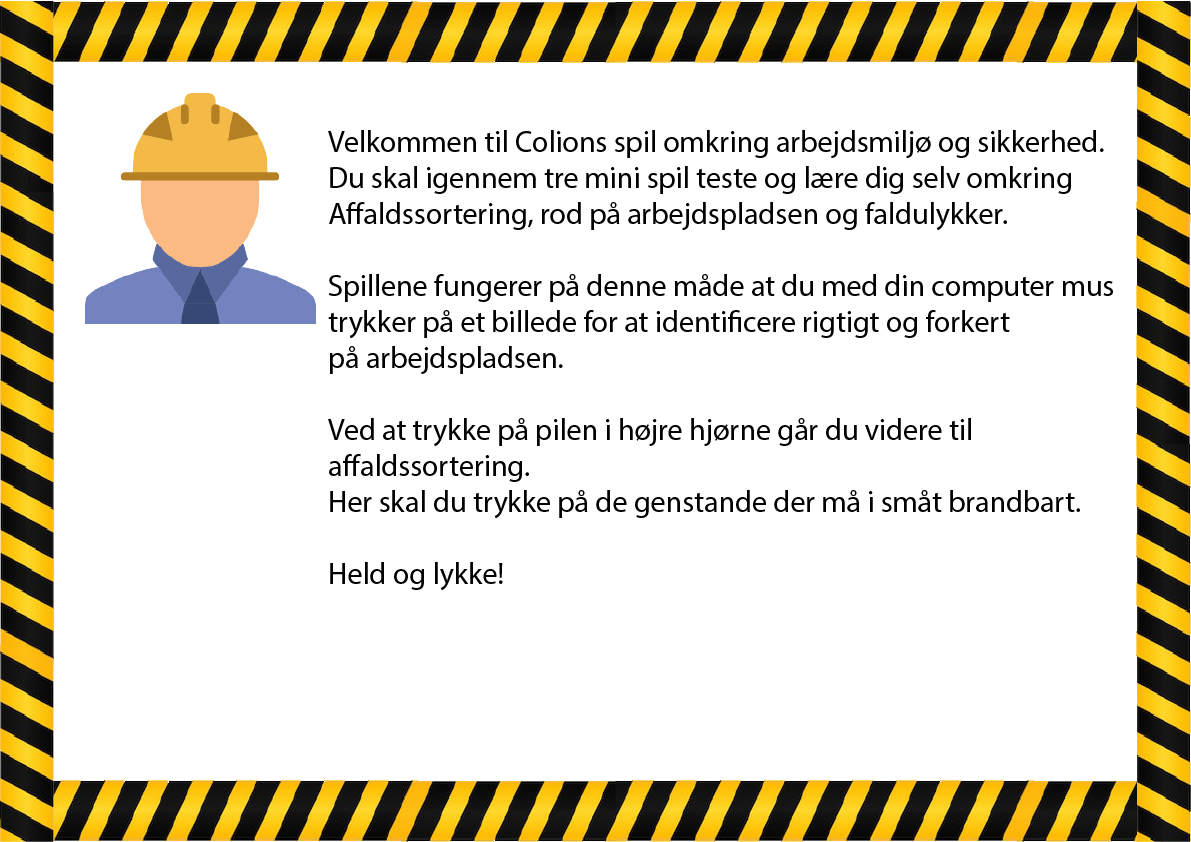 Velkommen til Colions spil omkring arbejdsmiljø og sikkerhed.
Du skal igennem tre mini spil teste og lære dig selv omkring
Affaldssortering, rod på arbejdspladsen og faldulykker.
Spillene fungerer på denne måde at du med din computer mus
trykker på et billede for at identificere rigtigt og forkert
på arbejdspladsen.
Ved at trykke på pilen i højre hjørne går du videre til
affaldssortering.
Her skal du trykke på de genstande der må i småt brandbart.
Held og lykke!